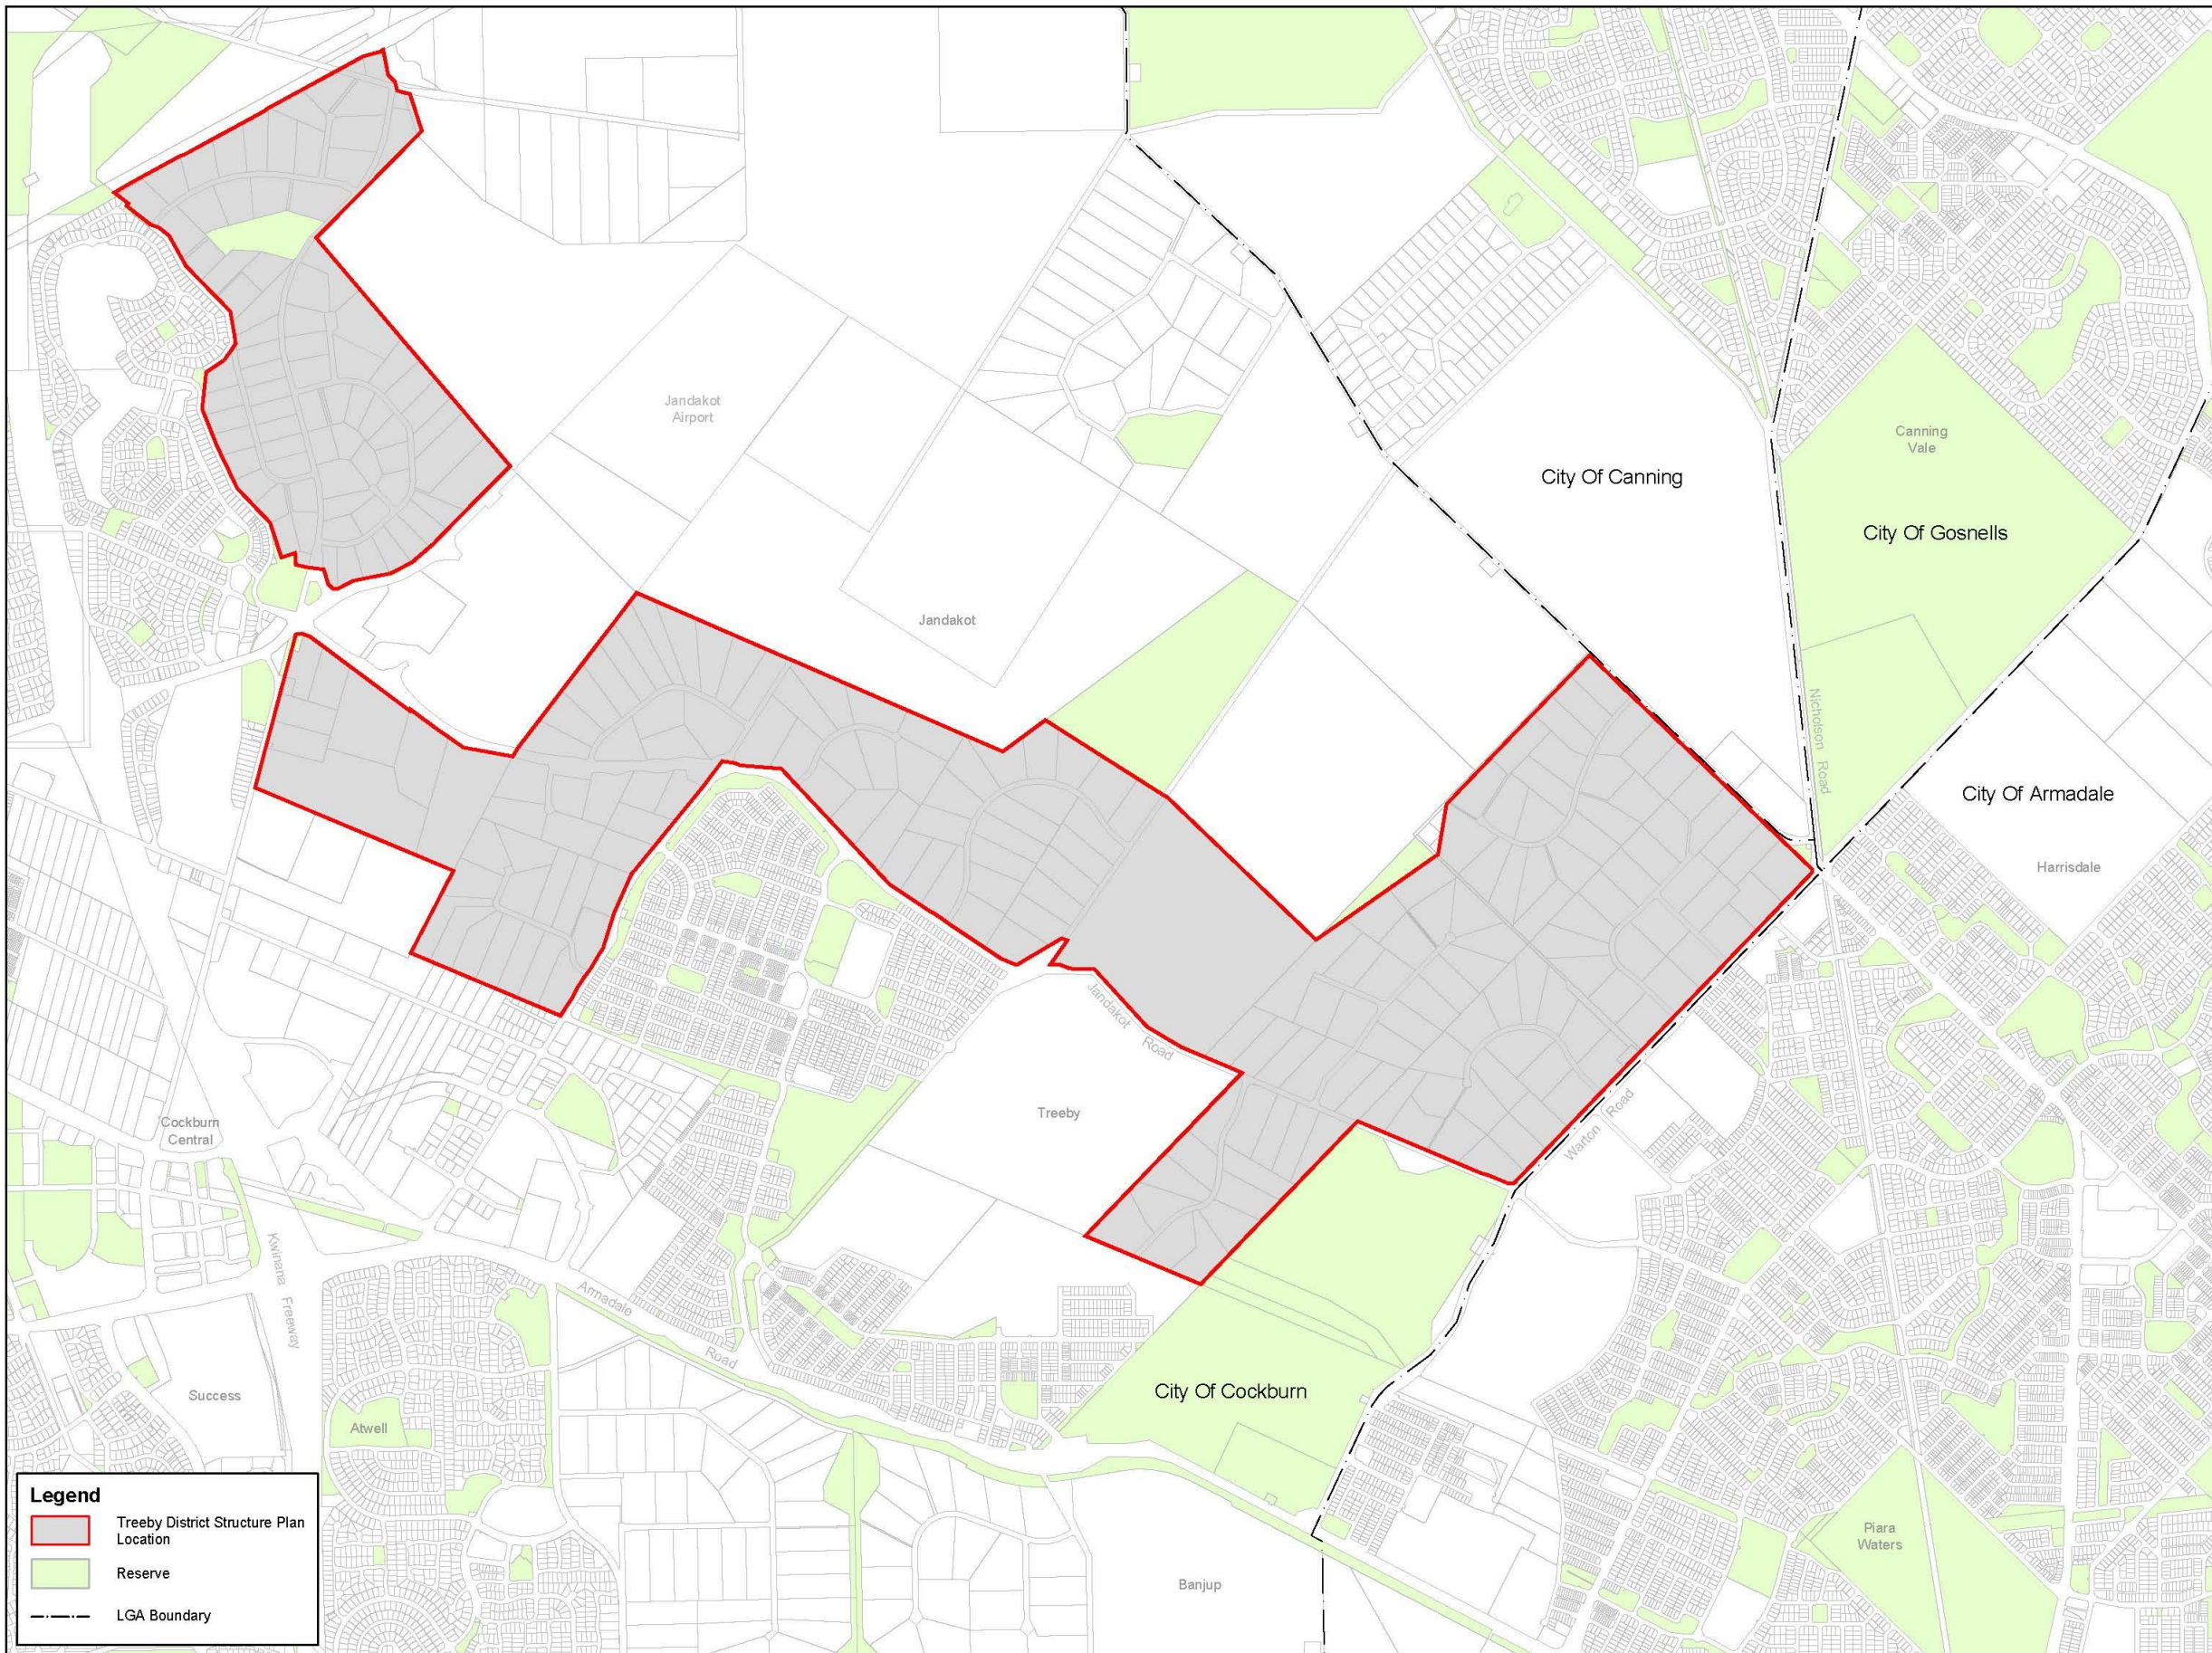 Jandakot
Airport
Canning
Vale
City Of Canning
City Of Gosnells
Jandakot
Nicholson Road
City Of Armadale
Harrisdale
Jandakot Road
Treeby
Warton Road
Cockburn
Central
Kwinana Freeway
Armadale Road
Success
Atwell
City Of Cockburn
Piara
Waters
Banjup
Legend
Treeby District Structure Plan
Location
Reserve
LGA Boundary